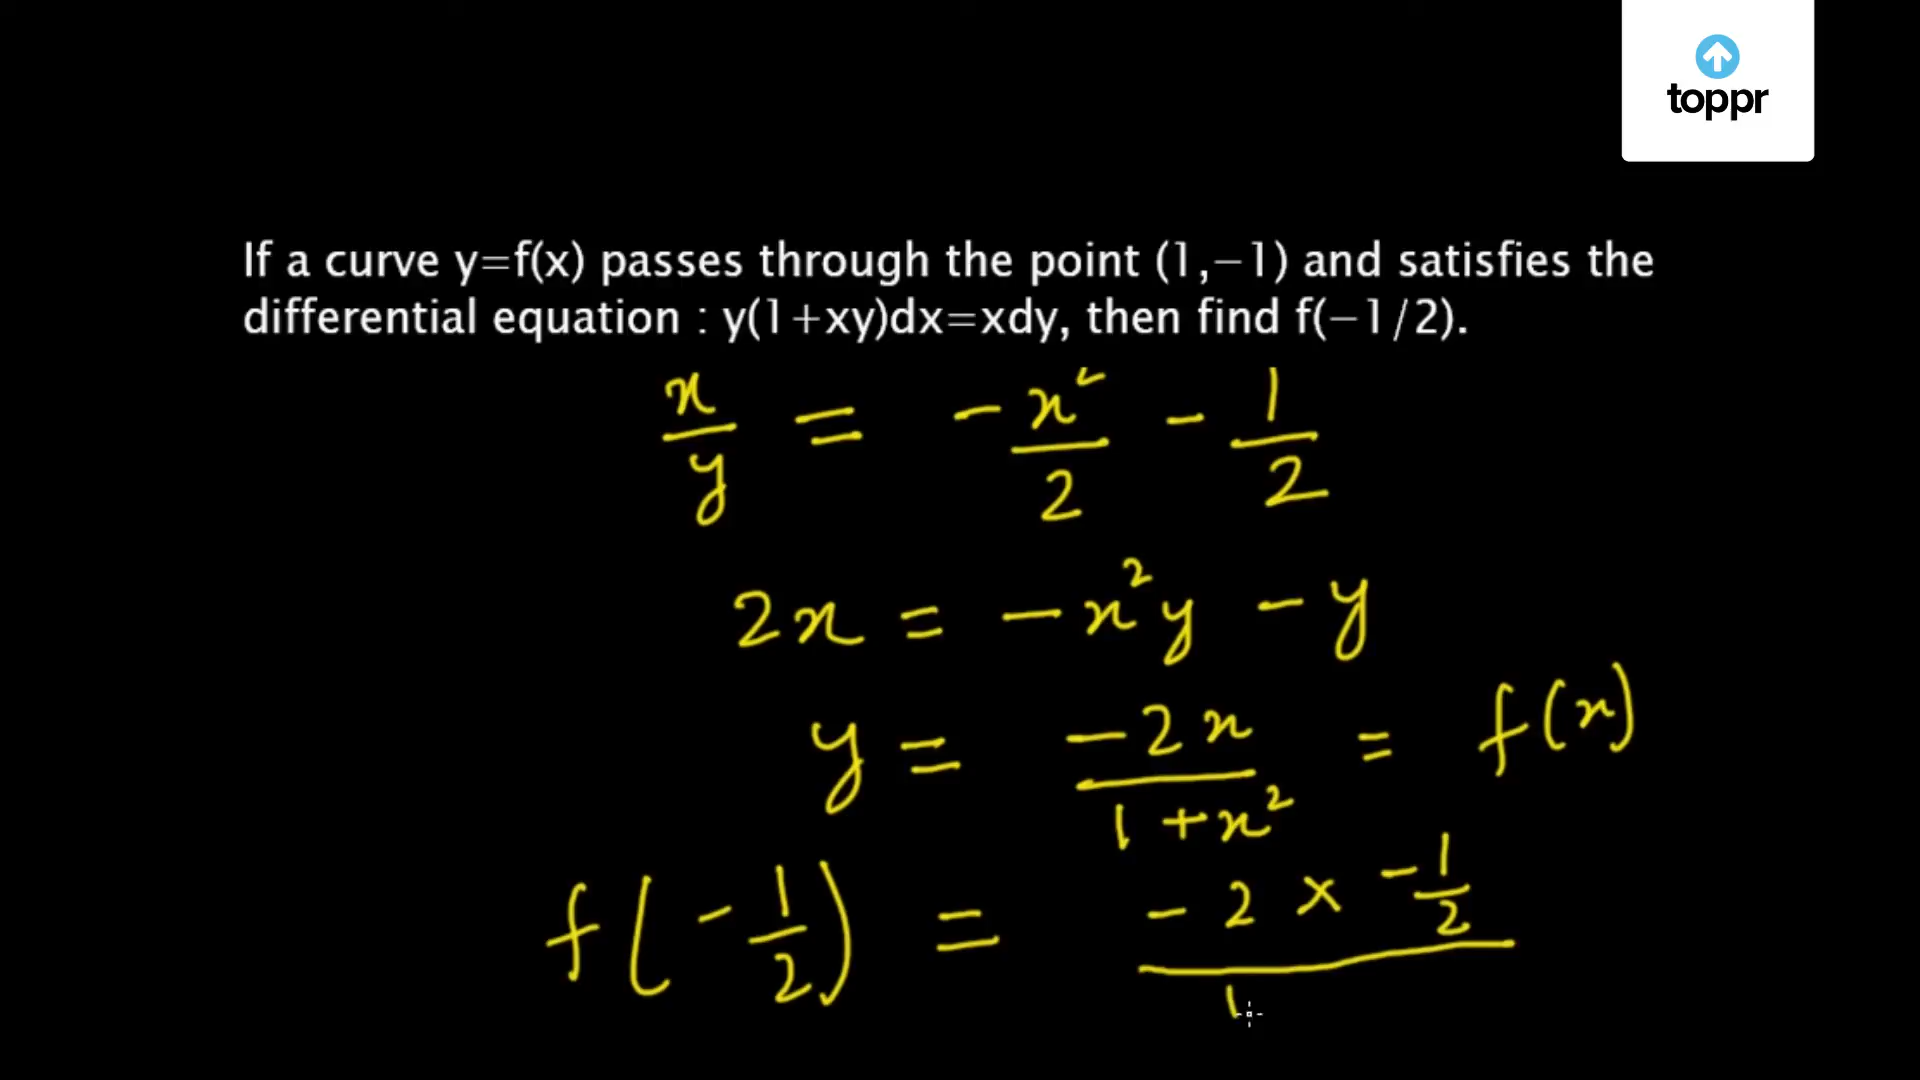 toppr
If a curve y=f(x) passes through the point (1,−1) and satisfies the
differential equation : y(1+xy)dx=xdy, then find f(−1/2).
x/y = -x²/2 - 1/2
2x = -x²y - y
y = -2x/1+x² = f(x)
f(-1/2) = -2 × -1/2 / 1